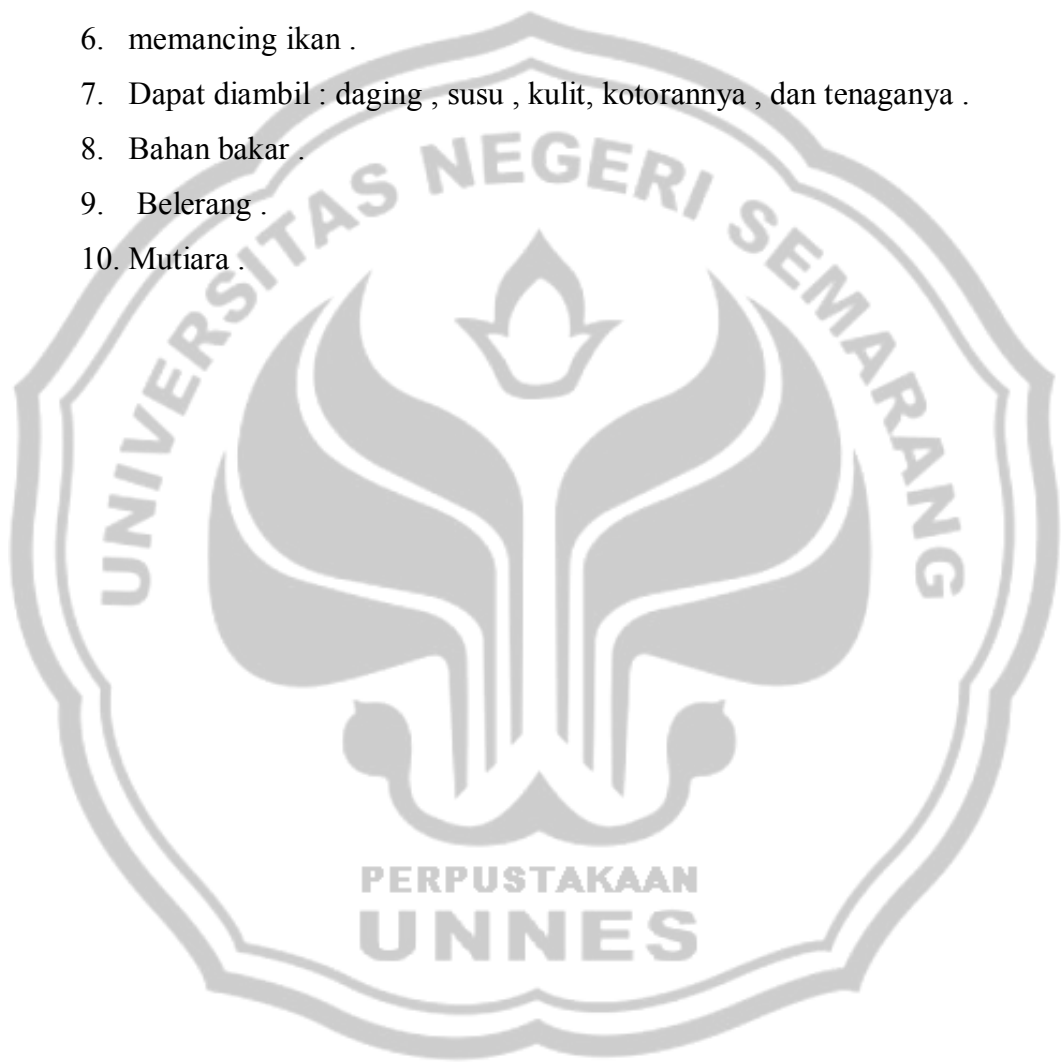 6. memancing ikan .
7. Dapat diambil : daging , susu , kulit, kotorannya , dan tenaganya .
8. Bahan bakar .
9. Belerang .
10. Mutiara .
UNIVERSITAS NEGERI SEMARANG
PERPUSTAKAAN
UNNES